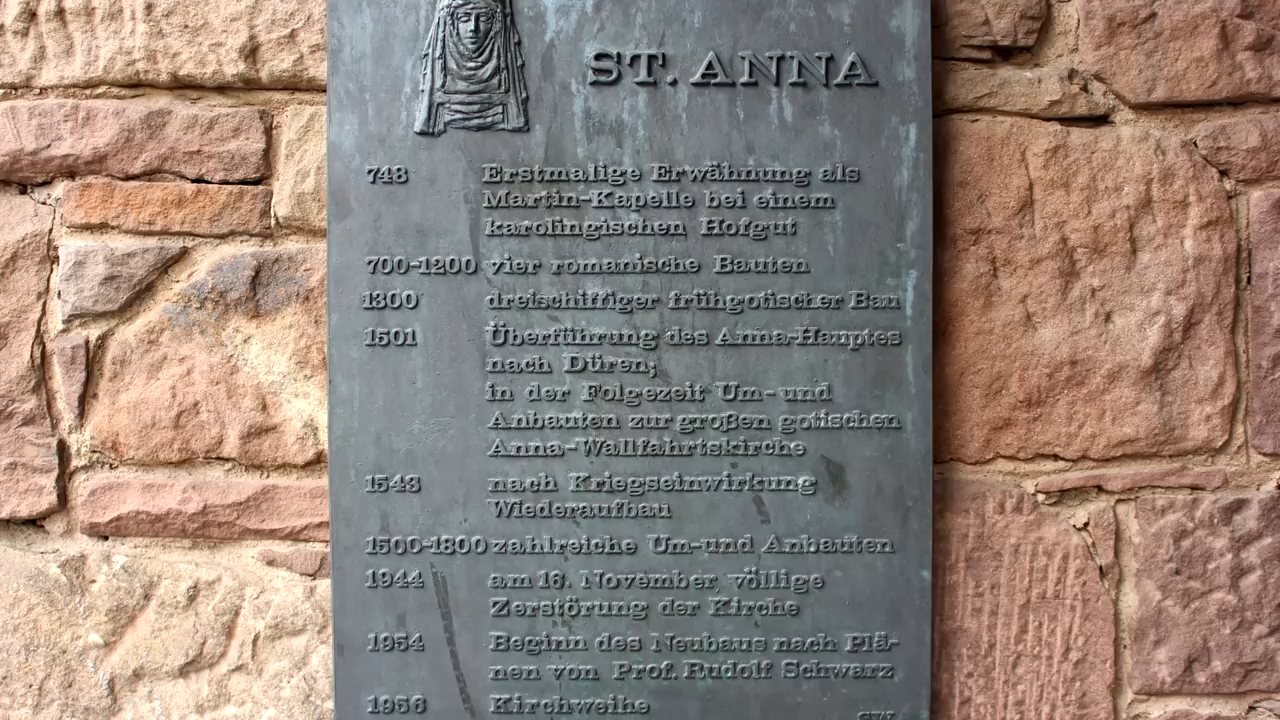 ST. ANNA
748 Erstmalige Erwähnung als
Martin-Kapelle bei einem
karolingischen Hofgut
700-1200 vier romanische Bauten
1300 dreischiffiger frühgotischer Bau
1501 Überführung des Anna-Hauptes
nach Düren;
in der Folgezeit Um-und
Anbauten zur großen gotischen
Anna-Wallfahrtskirche
1543 nach Kriegseinwirkung
Wiederaufbau
1500-1800 zahlreiche Um-und Anbauten
1944 am 16. November völlige
Zerstörung der Kirche
1954 Beginn des Neubaus nach Plä-
nen von Prof. Rudolf Schwarz
1956 Kirchweihe